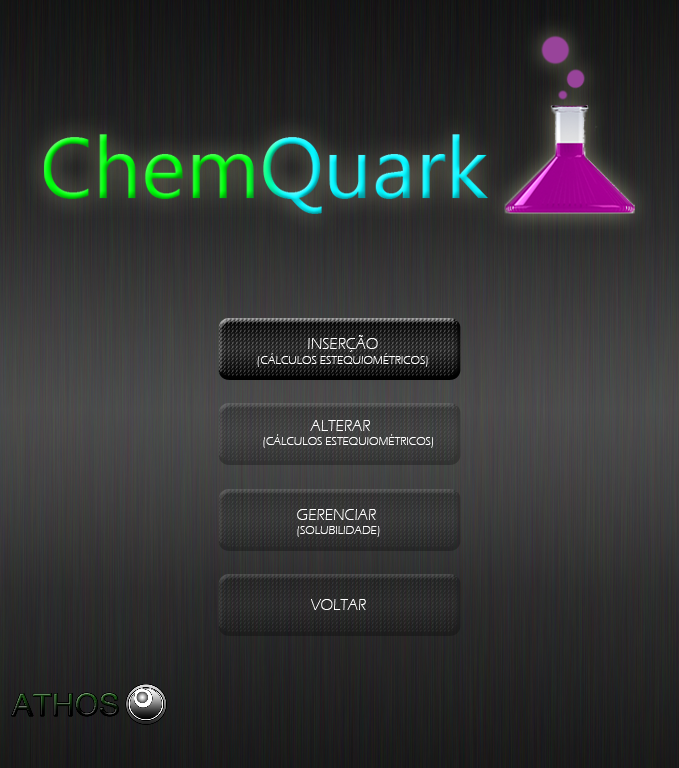 ChemQuark
INSERÇÃO
(CÁLCULOS ESTEQUIOMÉTRICOS)
ALTERAR
(CÁLCULOS ESTEQUIOMÉTRICOS)
GERENCIAR
(SOLUBILIDADE)
VOLTAR
ATHOS